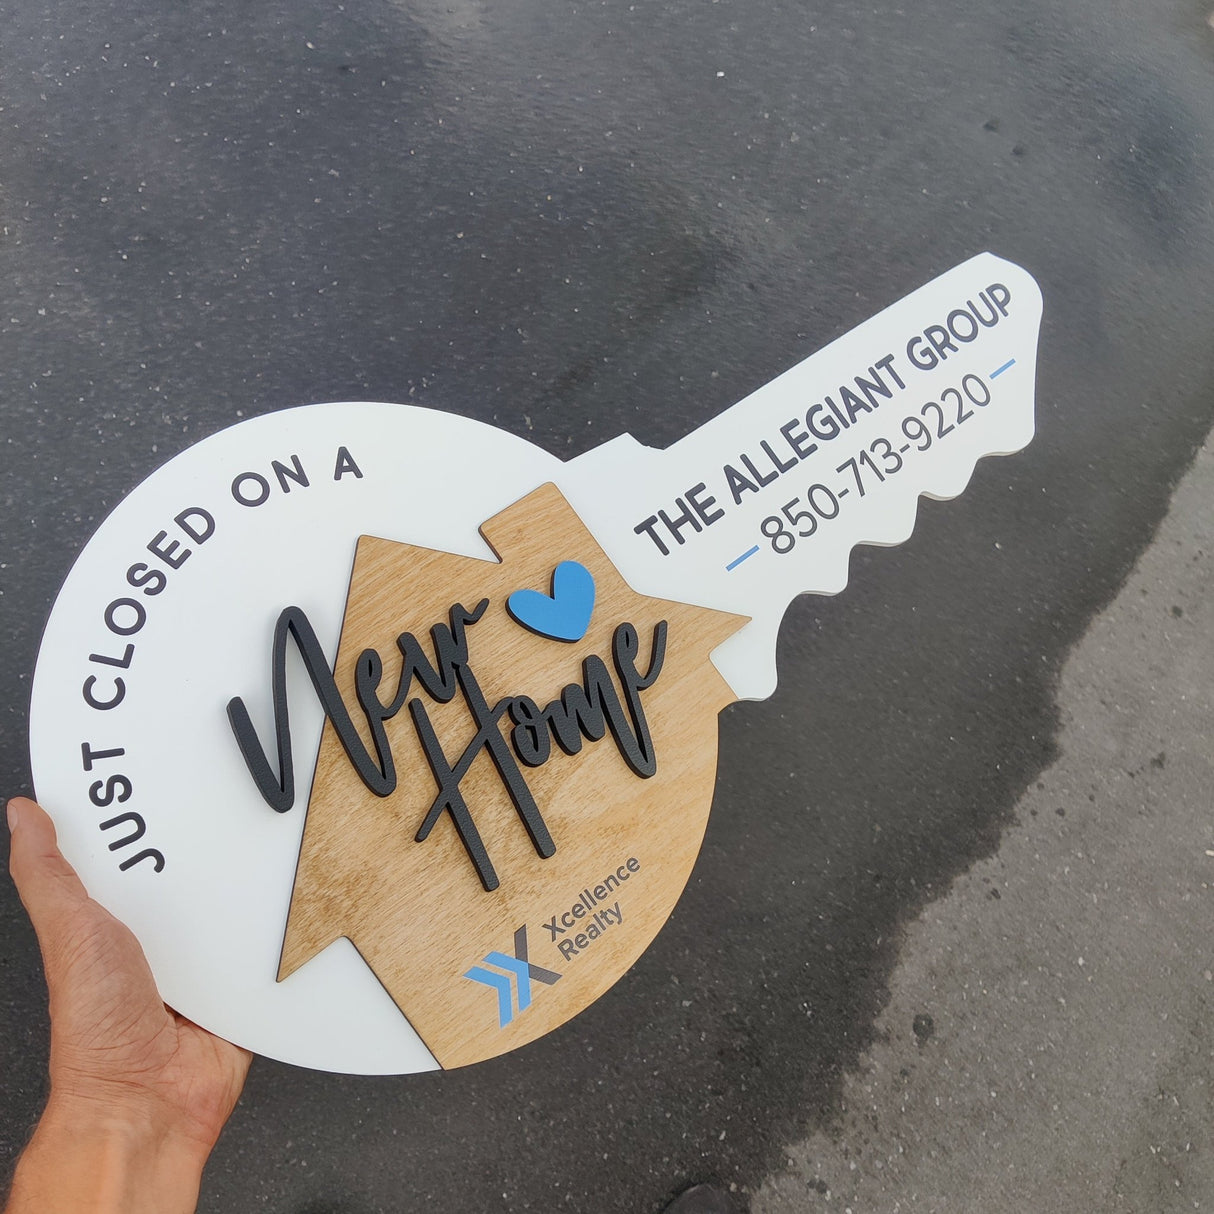 JUST CLOSED ON A
New
Home
Xcellence
Realty
THE ALLEGIANT GROUP
850-713-9220